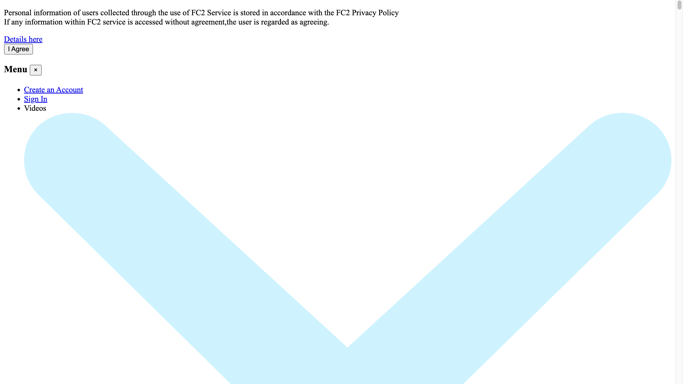 Personal information of users collected through the use of FC2 Service is stored in accordance with the FC2 Privacy Policy
If any information within FC2 service is accessed without agreement,the user is regarded as agreeing.
Details here
I Agree
Menu ×
Create an Account
Sign In
Videos